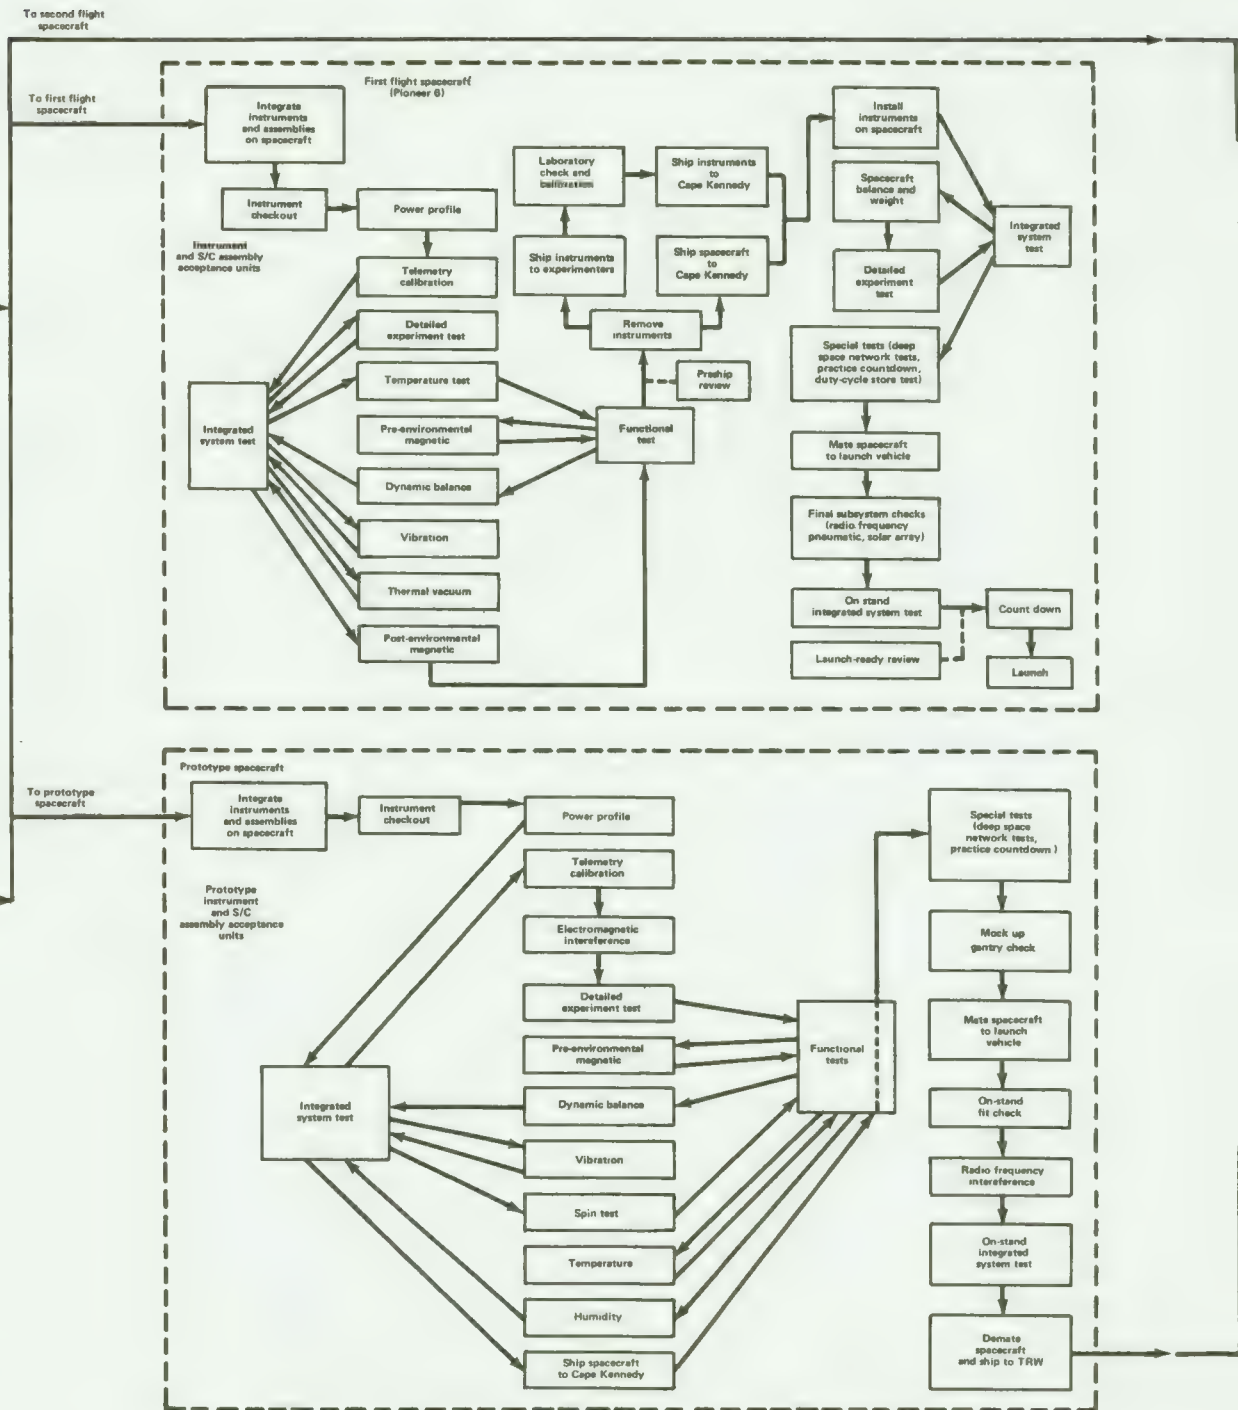 To second flight
spacecraft
To first flight
spacecraft
First flight spacecraft
(Pioneer 6)
Integrate
instruments
and assemblies
on spacecraft
Instrument
checkout
Power profile
Instrument
and S/C assembly
acceptance units
Telemetry
calibration
Detailed
experiment test
Temperature test
Integrated
system test
Pre-environmental
magnetic
Dynamic balance
Vibration
Thermal vacuum
Post-environmental
magnetic
Functional
test
Preship
review
Remove
instruments
Ship instruments
to experimenters
Laboratory
check and
calibration
Ship instruments
to
Cape Kennedy
Ship spacecraft
to
Cape Kennedy
Install
instruments
on spacecraft
Spacecraft
balance and
weight
Detailed
experiment
test
Integrated
system
test
Special tests (deep
space network tests,
practice countdown,
duty-cycle store test)
Mate spacecraft
to launch vehicle
Final subsystem checks
(radio frequency
pneumatic, solar array)
On stand
integrated system test
Launch-ready review
Count down
Launch
To prototype
spacecraft
Prototype spacecraft
Integrate
instruments
and assemblies
on spacecraft
Instrument
checkout
Power profile
Prototype
instrument
and S/C
assembly acceptance
units
Telemetry
calibration
Electromagnetic
intereference
Detailed
experiment test
Pre-environmental
magnetic
Integrated
system test
Dynamic balance
Vibration
Spin test
Temperature
Humidity
Ship spacecraft
to Cape Kennedy
Functional
tests
Special tests
(deep space
network tests,
practice countdown)
Mock up
gantry check
Mate spacecraft
to launch
vehicle
On-stand
fit check
Radio frequency
intereference
On-stand
integrated
system test
Demate
spacecraft
and ship to TRW